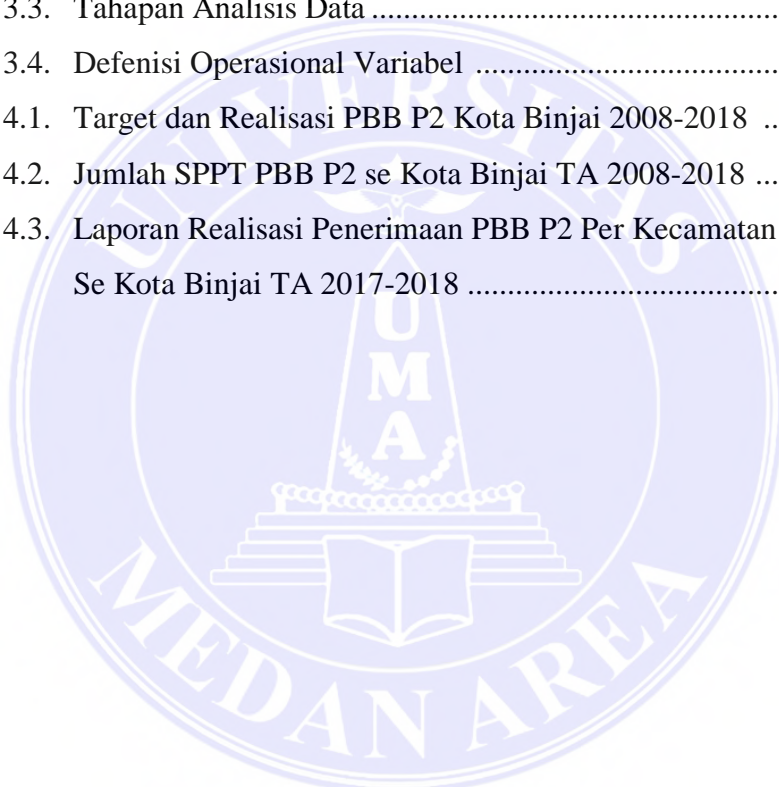 3.3. Tahapan Analisis Data ..........................................................
3.4. Defenisi Operasional Variabel ..........................................
4.1. Target dan Realisasi PBB P2 Kota Binjai 2008-2018 ..
4.2. Jumlah SPPT PBB P2 se Kota Binjai TA 2008-2018 ...
4.3. Laporan Realisasi Penerimaan PBB P2 Per Kecamatan
Se Kota Binjai TA 2017-2018 ..........................................
UNIVERSITAS
UMA
MEDAN AREA